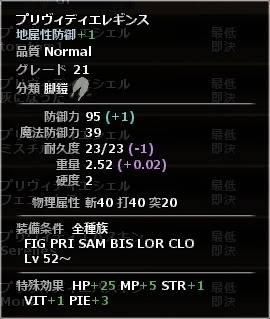 プリヴィディエレギンス
地属性防御+1
品質 Normal
グレード 21
分類 脚鎧
防御力 95 (+1)
魔法防御力 39
耐久度 23/23 (-1)
重量 2.52 (+0.02)
硬度 2
物理属性 斬40 打40 突20
装備条件 全種族
FIG PRI SAM BIS LOR CLO
Lv 52～
特殊効果 HP+25 MP+5 STR+1
VIT+1 PIE+3